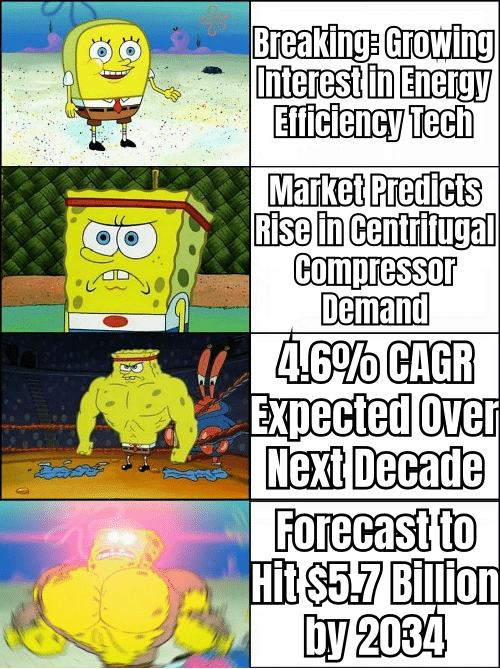 Breaking: Growing
Interest in Energy
Efficiency Tech
Market Predicts
Rise in Centrifugal
Compressor
Demand
4.6% CAGR
Expected Over
Next Decade
Forecast to
Hit $5.7 Billion
by 2034